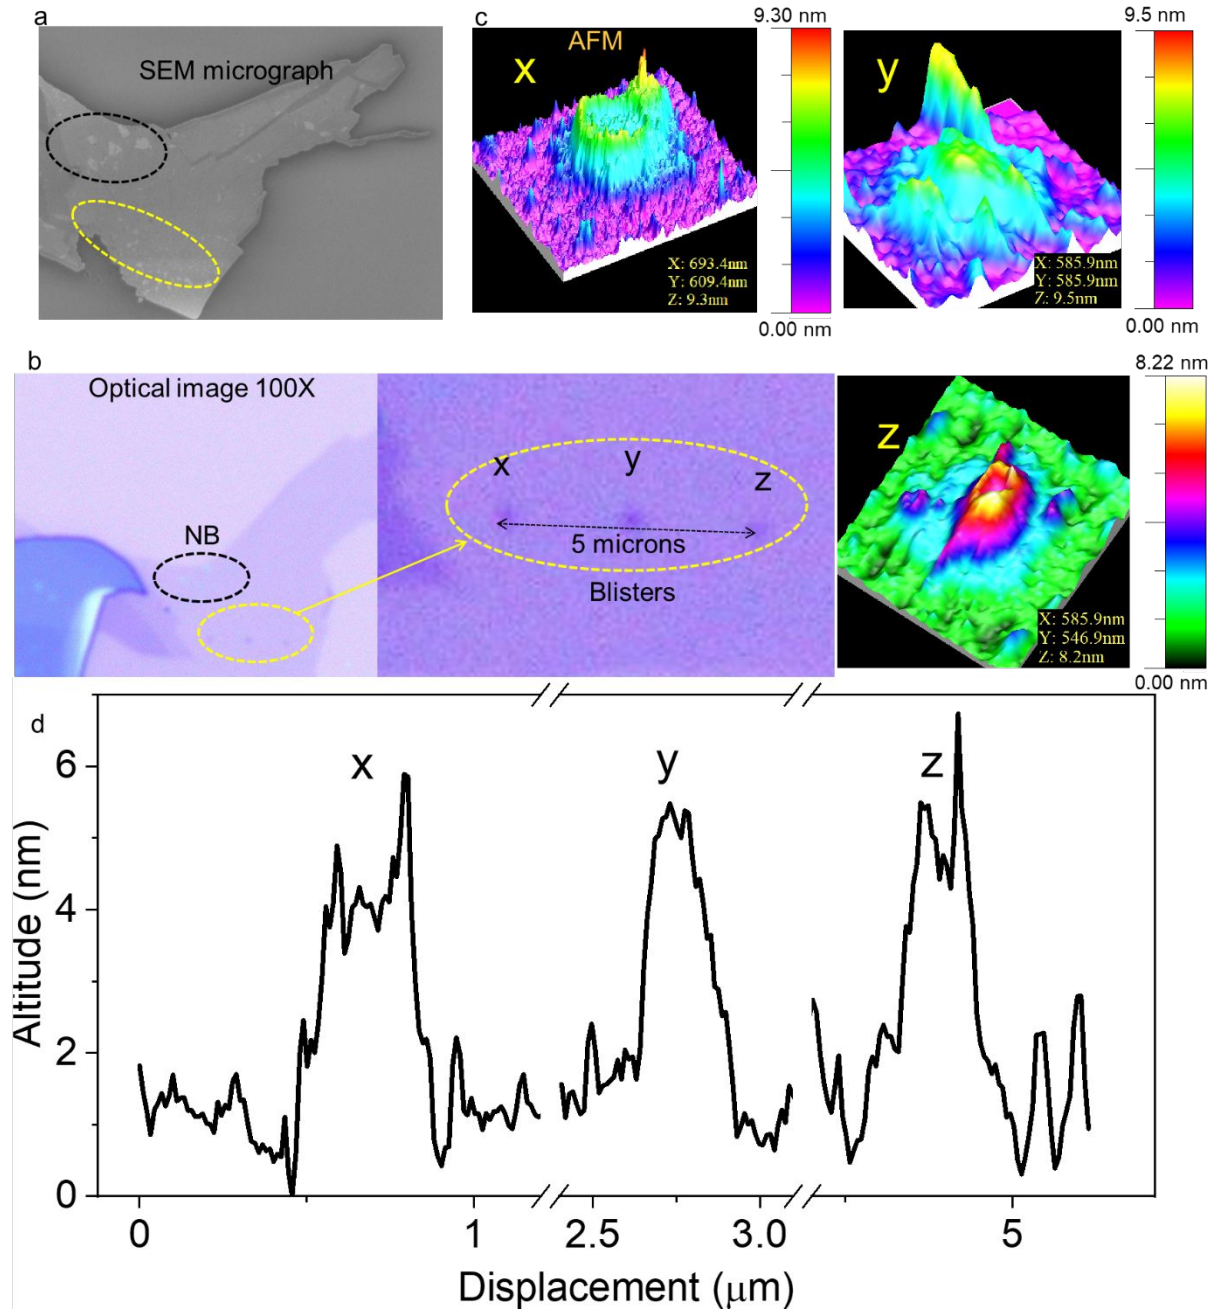 a
SEM micrograph
c
9.30 nm
AFM
x
X: 693.4nm
Y: 609.4nm
Z: 9.3nm
0.00 nm
9.5 nm
y
X: 585.9nm
Y: 585.9nm
Z: 9.5nm
0.00 nm
b
Optical image 100X
NB
x
y
z
5 microns
Blisters
8.22 nm
z
X: 585.9nm
Y: 546.9nm
Z: 8.2nm
0.00 nm
d
x
y
z
6
4
2
0
Altitude (nm)
0
1
2.5
3.0
5
Displacement (μm)